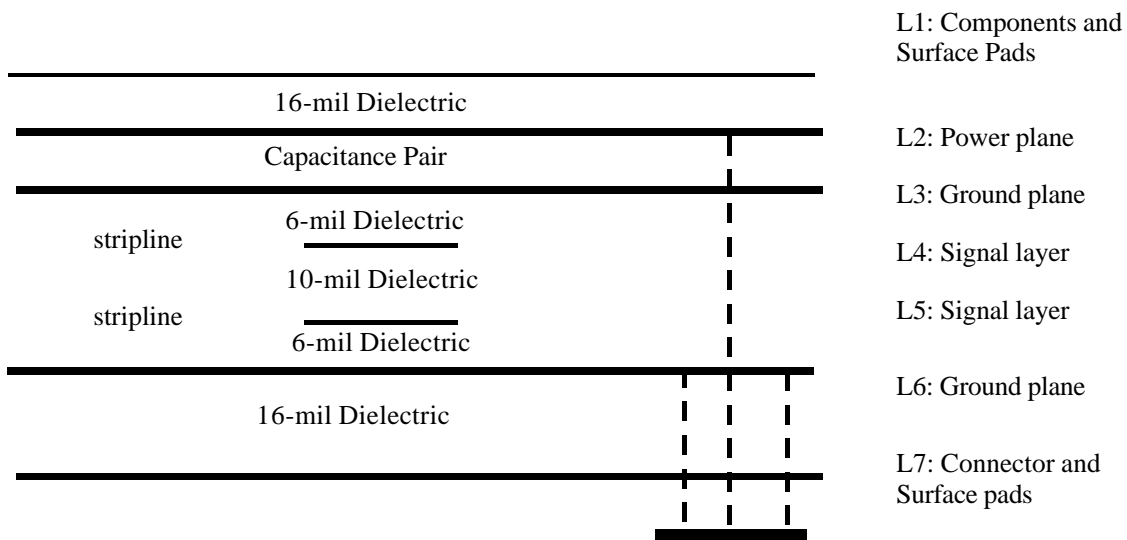 L1: Components and
Surface Pads
16-mil Dielectric
L2: Power plane
Capacitance Pair
L3: Ground plane
6-mil Dielectric
stripline
L4: Signal layer
10-mil Dielectric
stripline
L5: Signal layer
6-mil Dielectric
L6: Ground plane
16-mil Dielectric
L7: Connector and
Surface pads